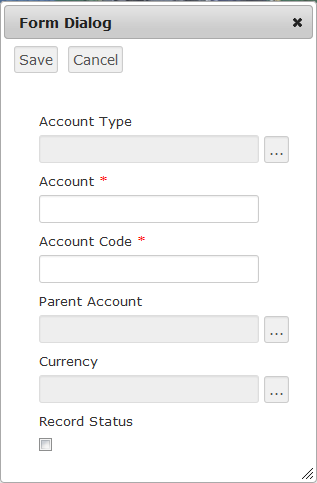 Form Dialog
Save Cancel
Account Type
...
Account *
Account Code *
Parent Account
...
Currency
...
Record Status